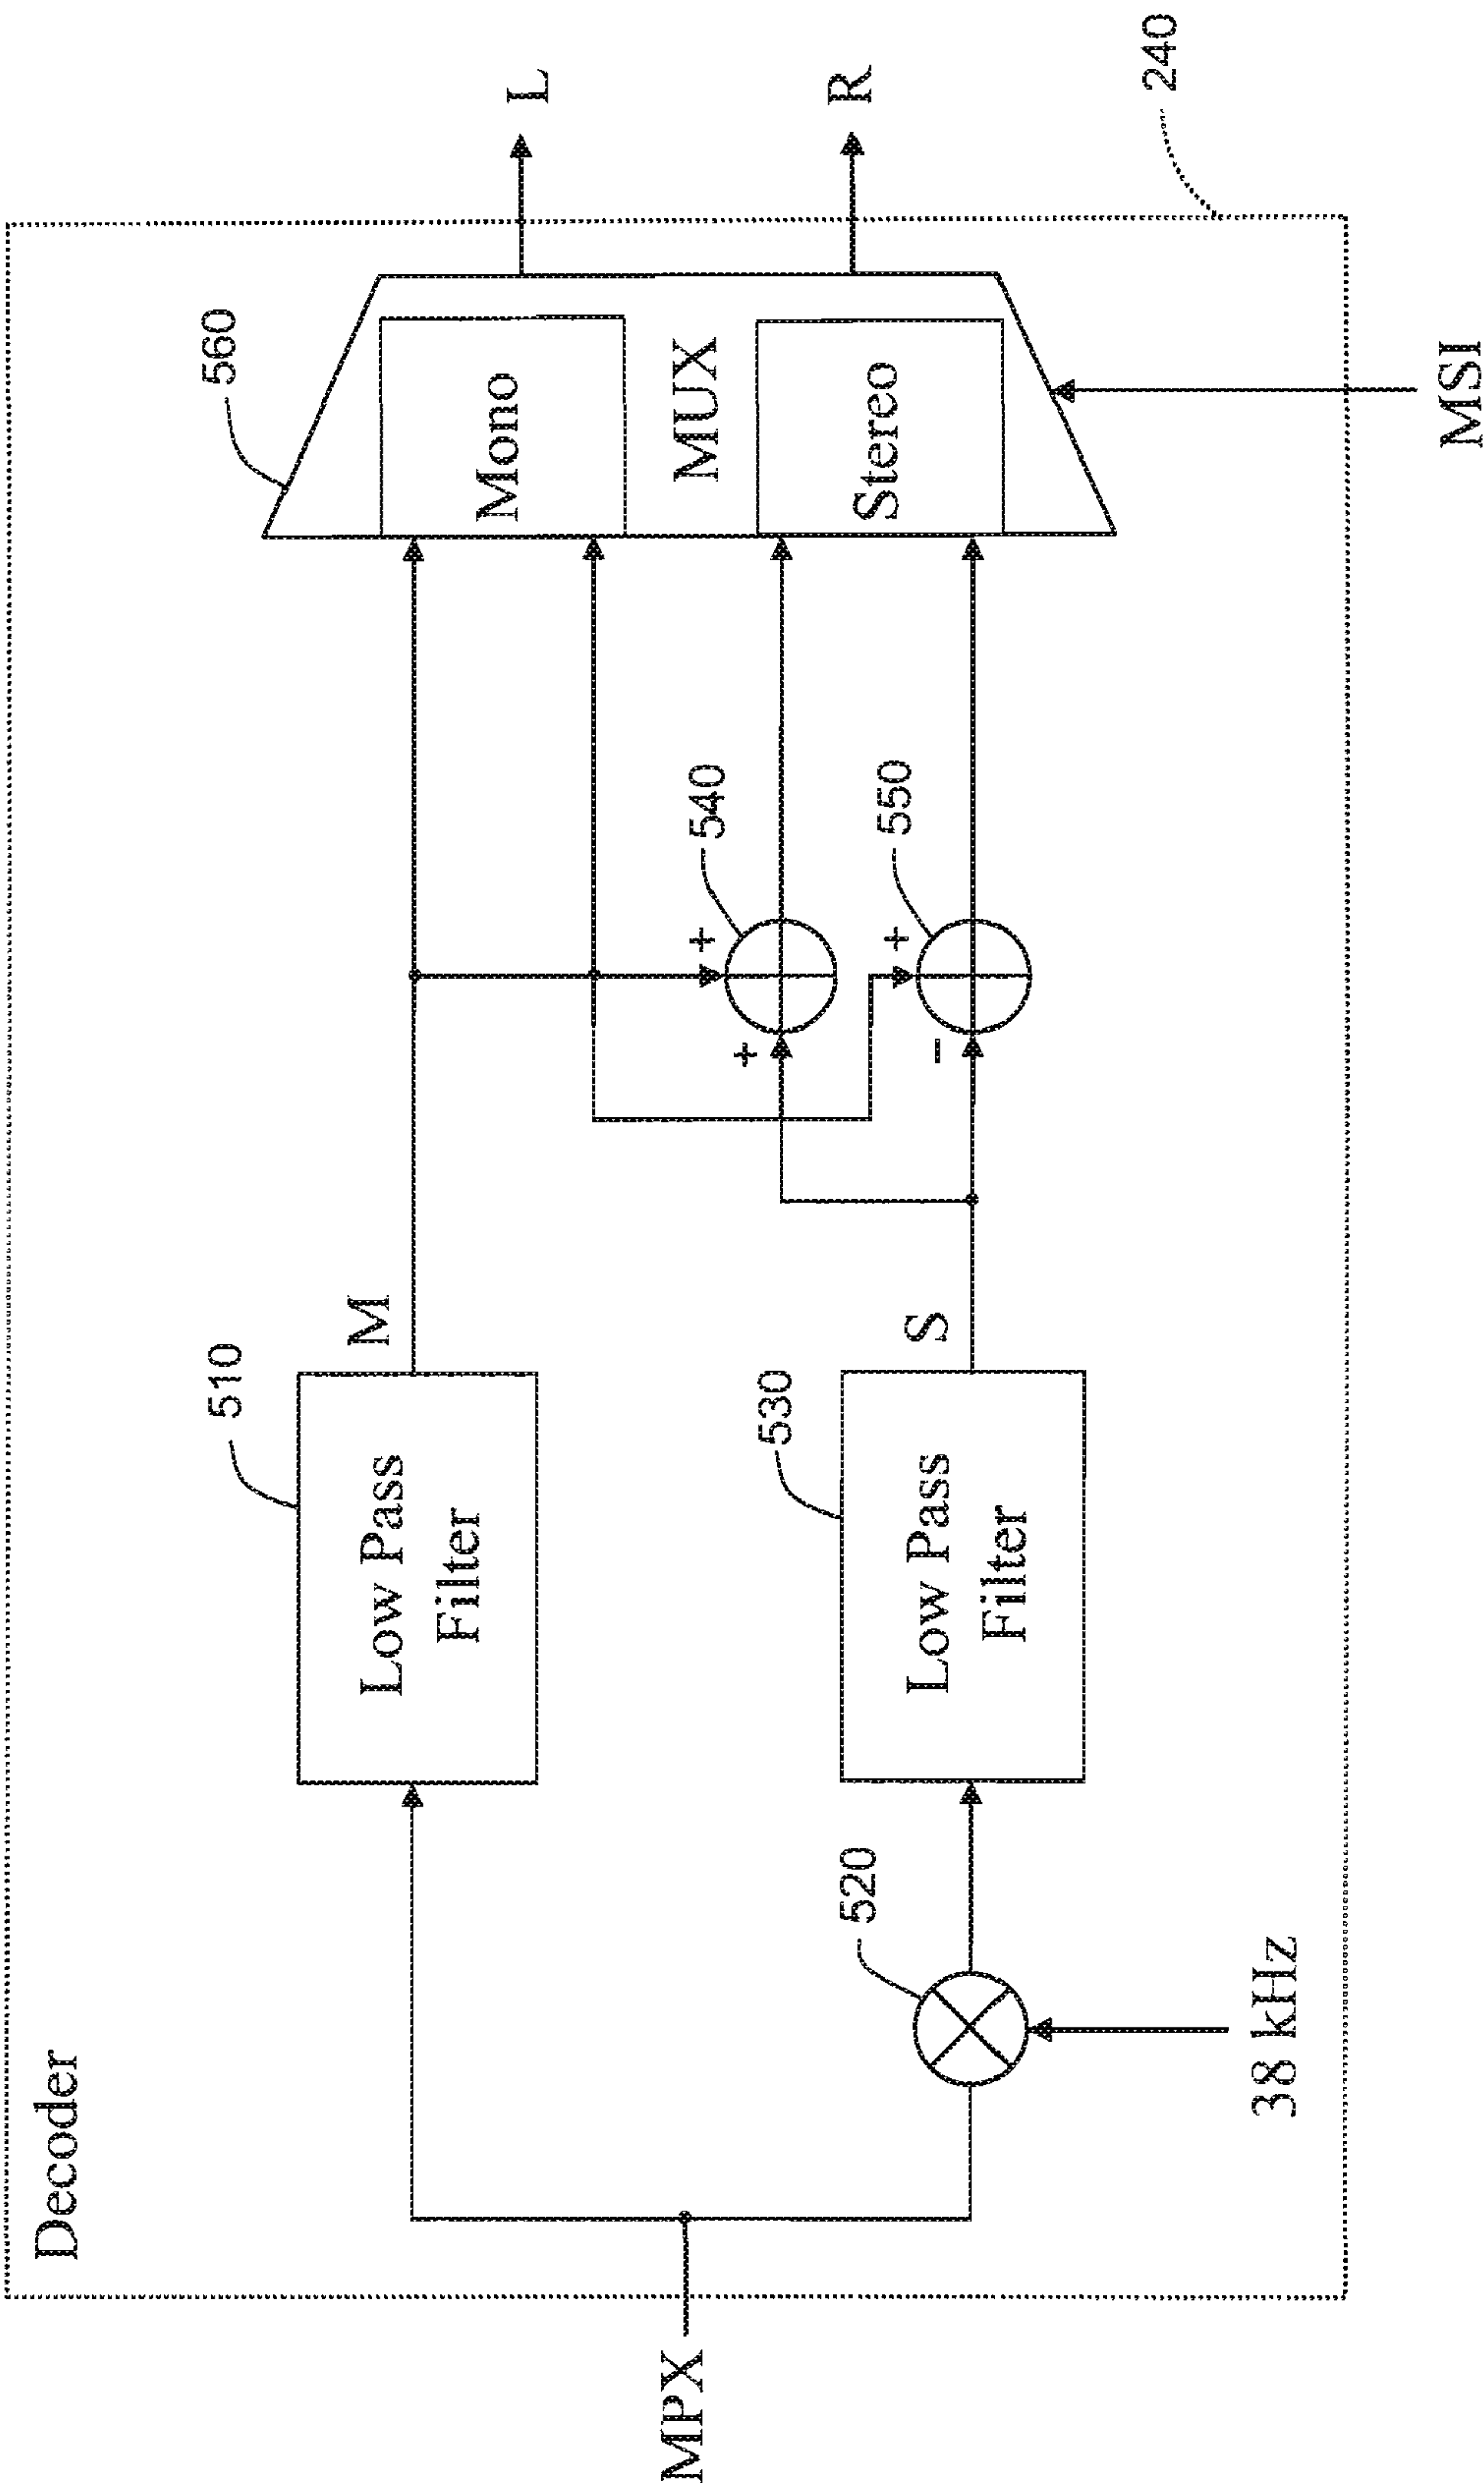 Decoder
MPX
510
Low Pass
Filter
M
520
38 kHz
530
Low Pass
Filter
S
+
+
540
+
−
550
560
Mono
MUX
Stereo
MSI
L
R
240